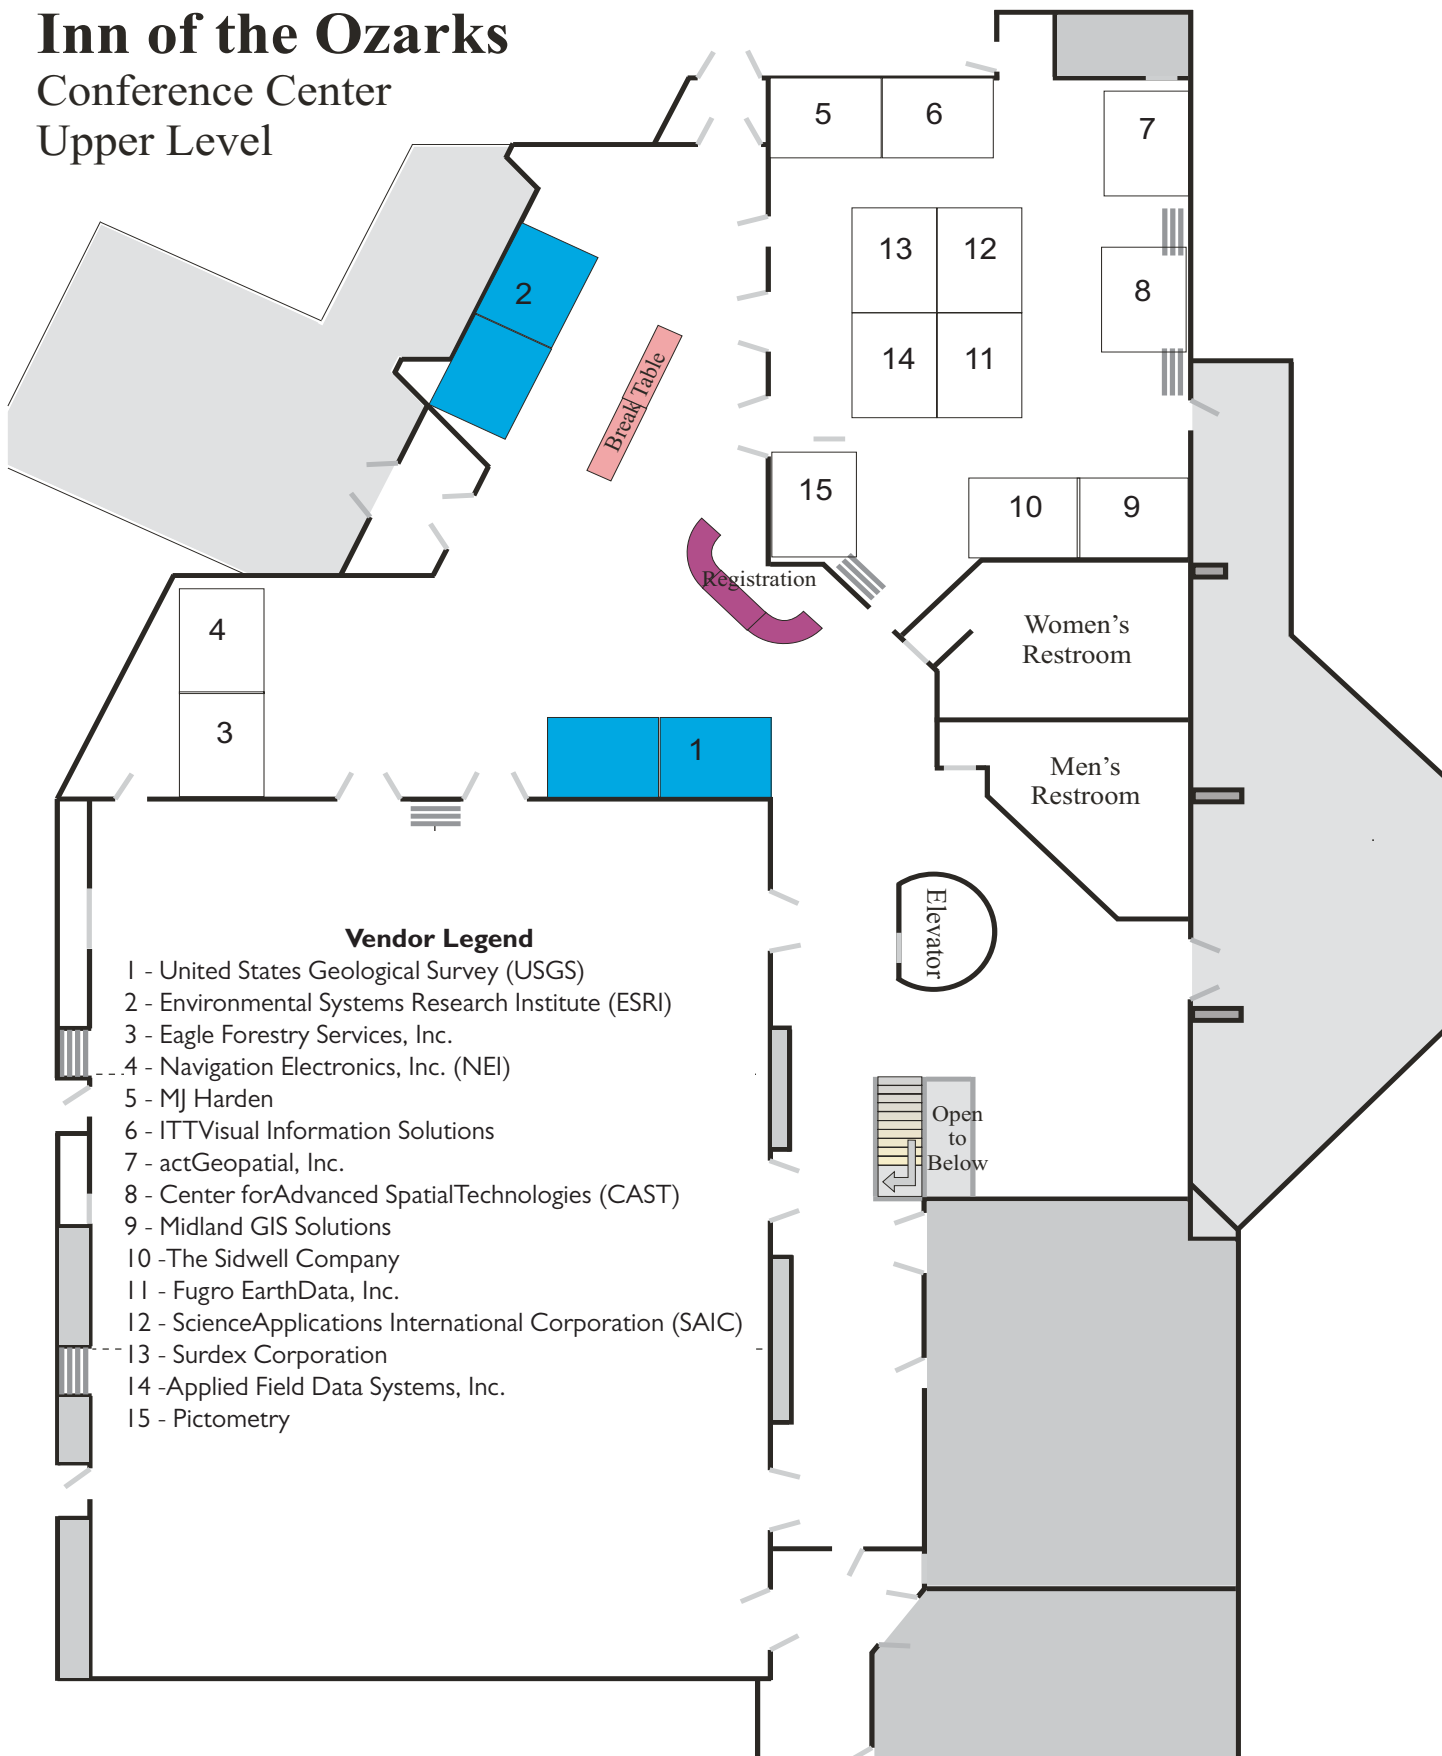 Inn of the Ozarks
Conference Center
Upper Level
5
6
7
13
12
2
8
14
11
Break Table
15
10
9
Registration
4
Women's
Restroom
3
1
Men's
Restroom
Elevator
Vendor Legend
1 - United States Geological Survey (USGS)
2 - Environmental Systems Research Institute (ESRI)
3 - Eagle Forestry Services, Inc.
4 - Navigation Electronics, Inc. (NEI)
5 - MJ Harden
6 - ITTVisual Information Solutions
7 - actGeopatial, Inc.
8 - Center forAdvanced SpatialTechnologies (CAST)
9 - Midland GIS Solutions
10 -The Sidwell Company
11 - Fugro EarthData, Inc.
12 - ScienceApplications International Corporation (SAIC)
13 - Surdex Corporation
14 -Applied Field Data Systems, Inc.
15 - Pictometry
Open
to
Below